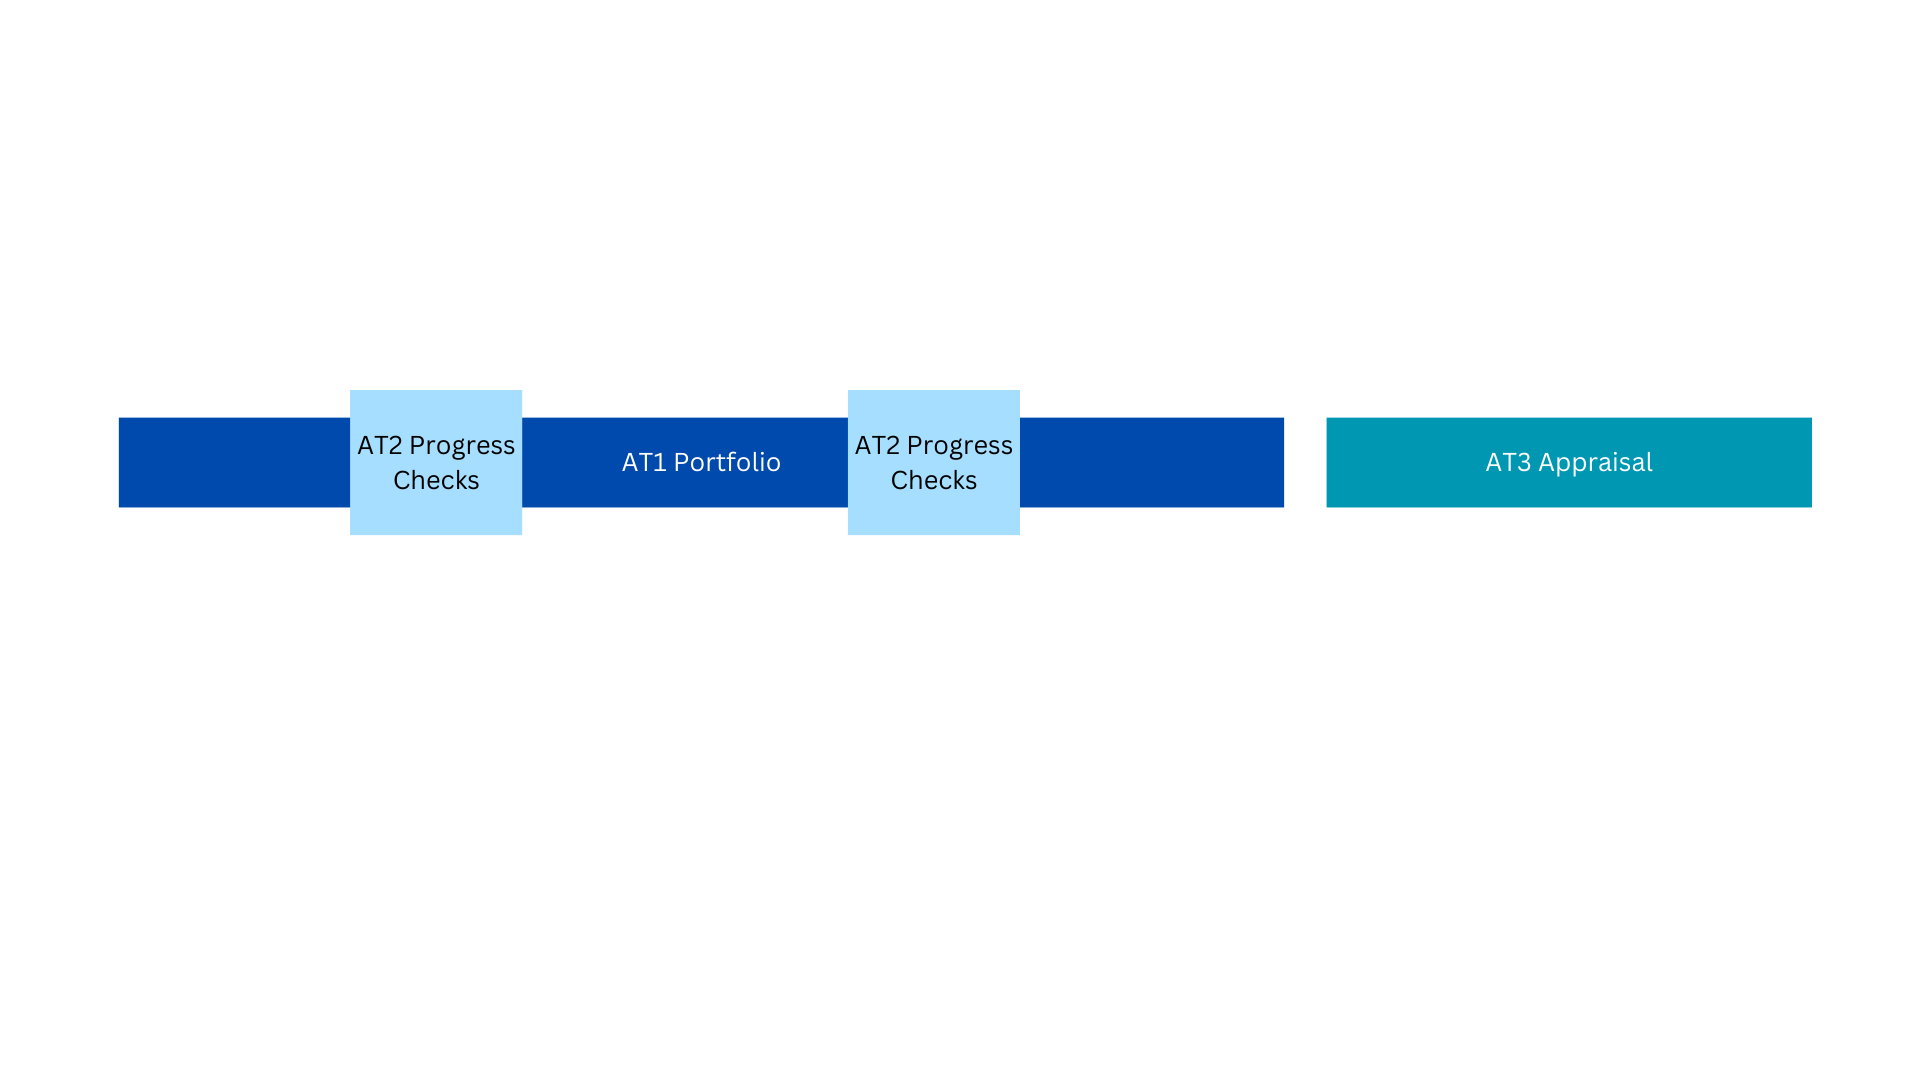 AT2 Progress
Checks
AT1 Portfolio
AT2 Progress
Checks
AT3 Appraisal